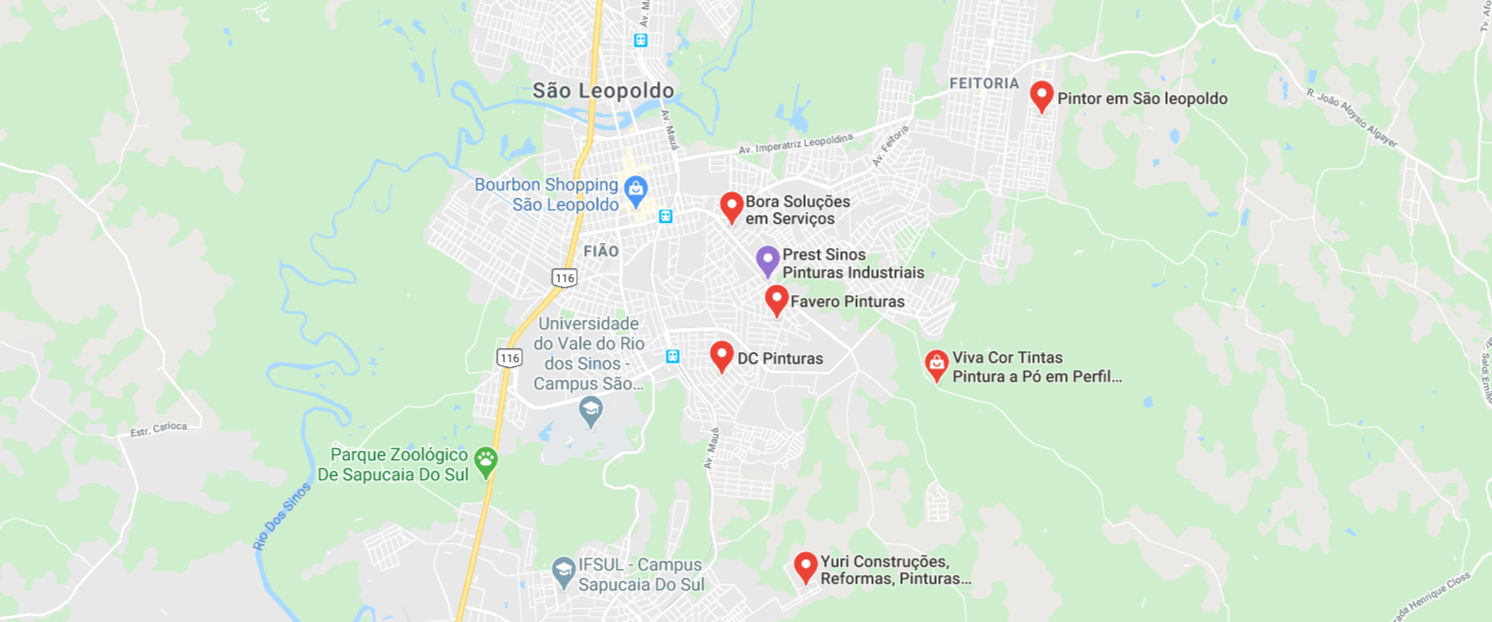 Av. M
Tv. Afo
São Leopoldo
FEITORIA
Pintor em São leopoldo
R. João Aloysio Algayer
Av. Mauá
Av. Imperatriz Leopoldina
Av. Feitoria
Bourbon Shopping
São Leopoldo
Bora Soluções
em Serviços
FIÃO
Prest Sinos
Pinturas Industriais
116
Favero Pinturas
Universidade
do Vale do Rio
dos Sinos -
Campus São...
116
DC Pinturas
Viva Cor Tintas
Pintura a Pó em Perfil...
Estr. Carioca
Av. Mauá
Parque Zoológico
De Sapucaia Do Sul
Rio Dos Sinos
IFSUL - Campus
Sapucaia Do Sul
Yuri Construções,
Reformas, Pinturas...
rada Henrique Closs